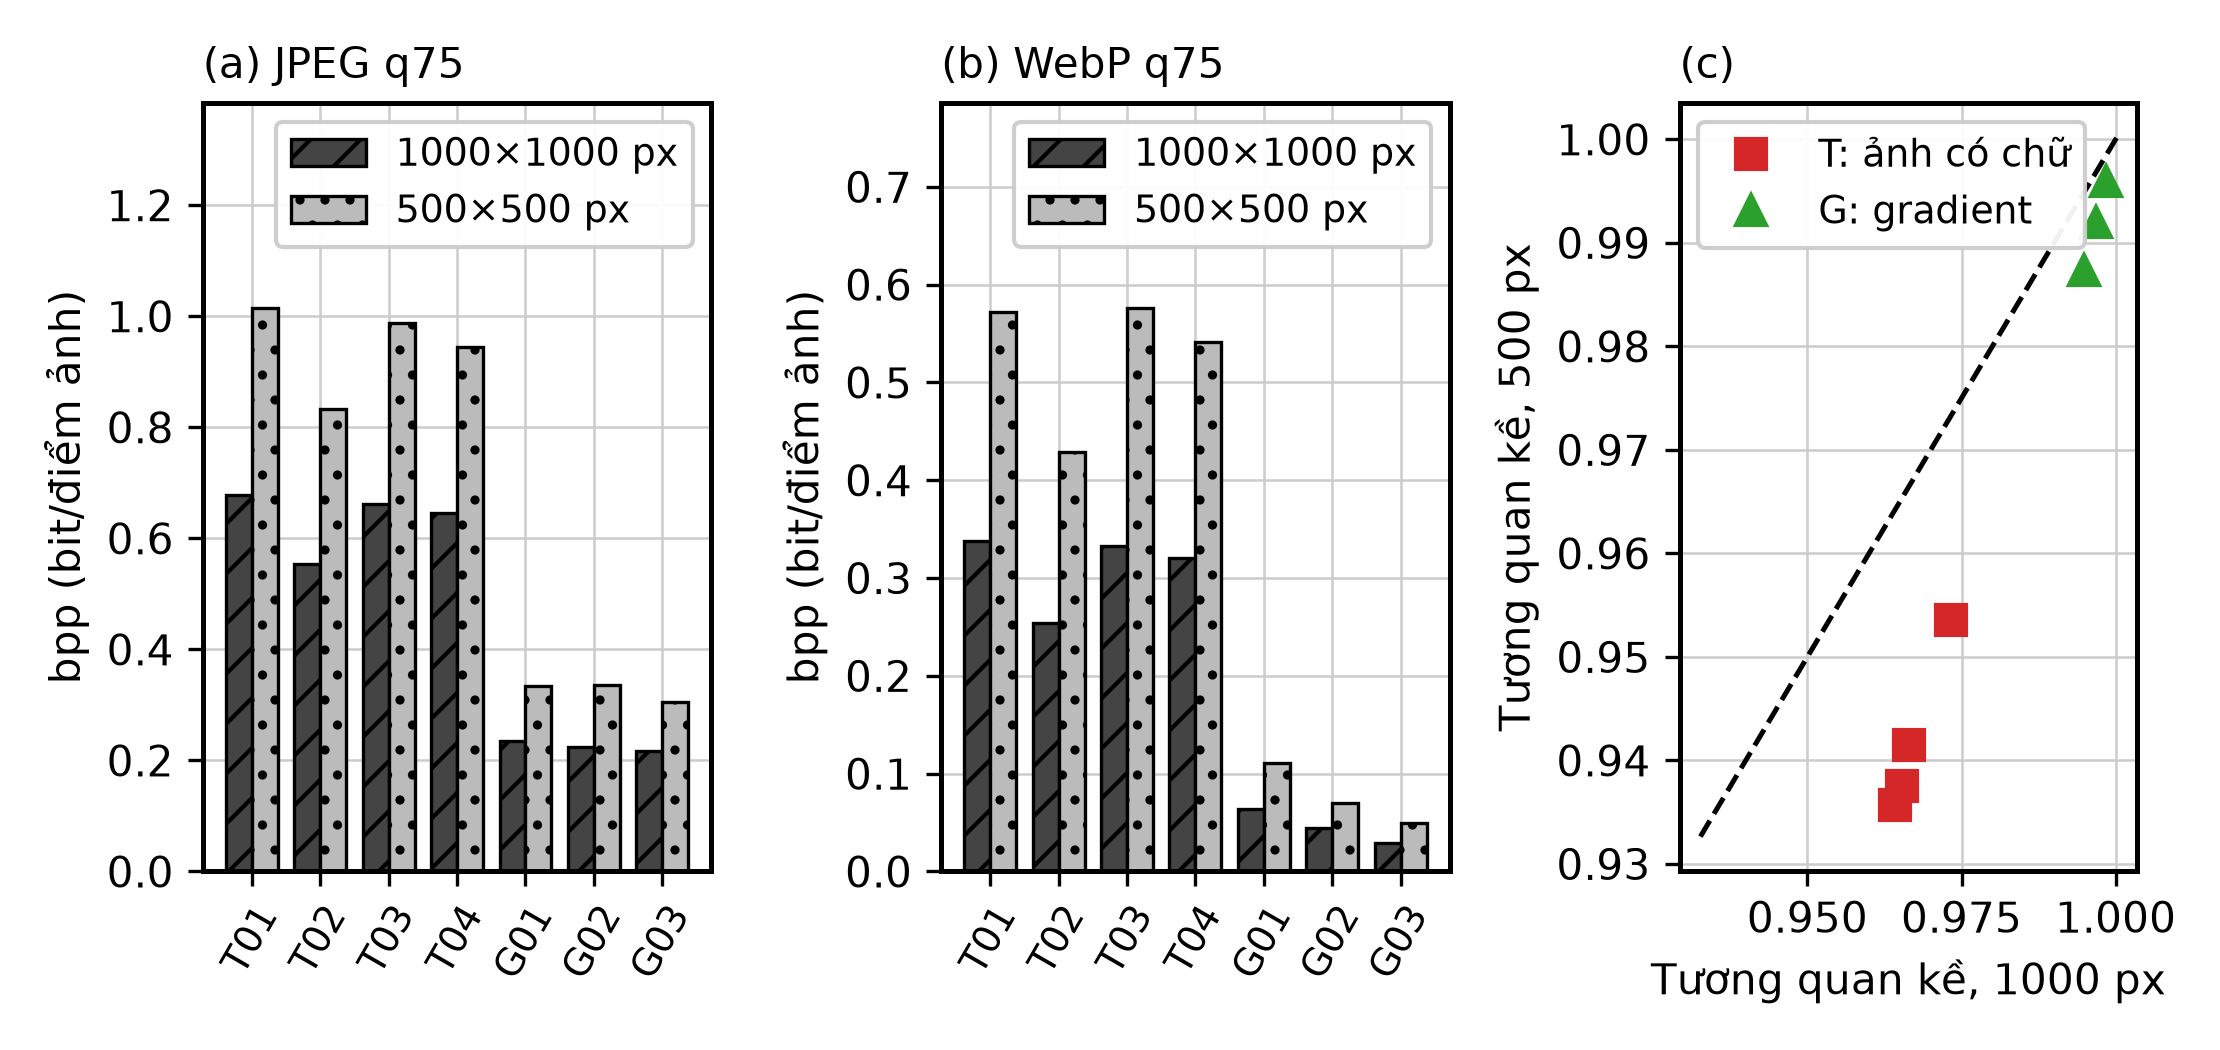 (a) JPEG q75
1000×1000 px
500×500 px
bpp (bit/điểm ảnh)
1.2
1.0
0.8
0.6
0.4
0.2
0.0
T01
T02
T03
T04
G01
G02
G03
(b) WebP q75
1000×1000 px
500×500 px
bpp (bit/điểm ảnh)
0.7
0.6
0.5
0.4
0.3
0.2
0.1
0.0
T01
T02
T03
T04
G01
G02
G03
(c)
T: ảnh có chữ
G: gradient
Tương quan kề, 500 px
1.00
0.99
0.98
0.97
0.96
0.95
0.94
0.93
0.950
0.975
1.000
Tương quan kề, 1000 px